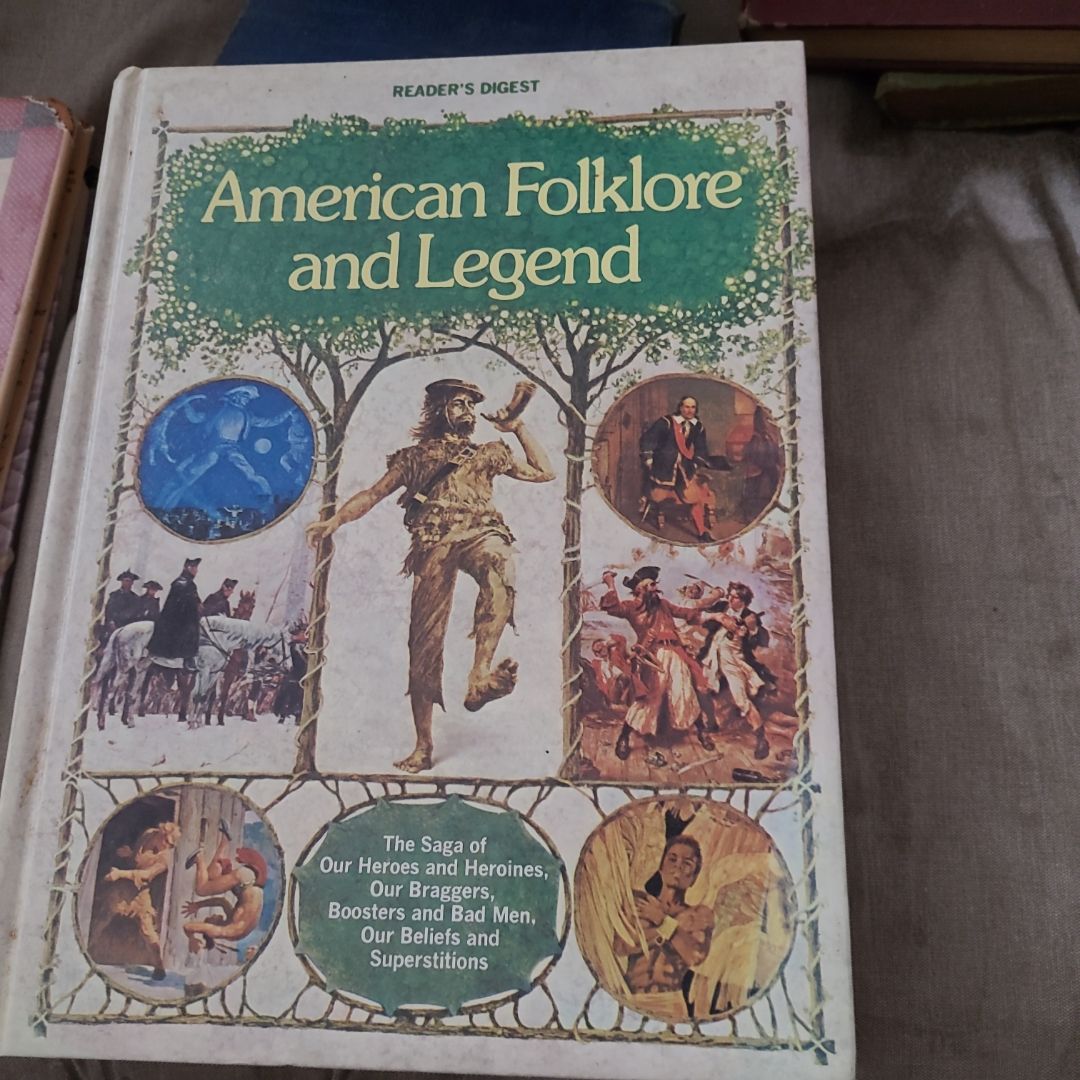 READER'S DIGEST
American Folklore
and Legend
The Saga of
Our Heroes and Heroines,
Our Braggers,
Boosters and Bad Men,
Our Beliefs and
Superstitions